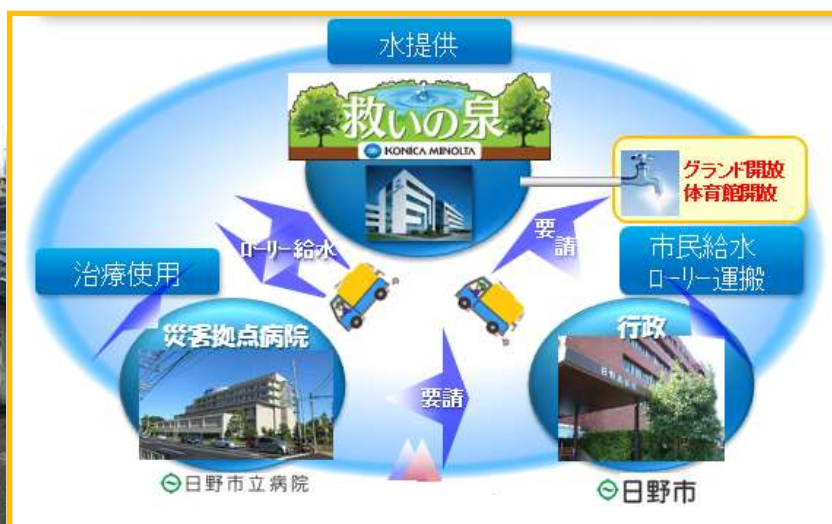 水提供
救いの泉
KONICA MINOLTA
グランド開放
体育館開放
ローリー給水
要請
市民給水
ローリー運搬
治療使用
災害拠点病院
行政
要請
日野市立病院
日野市